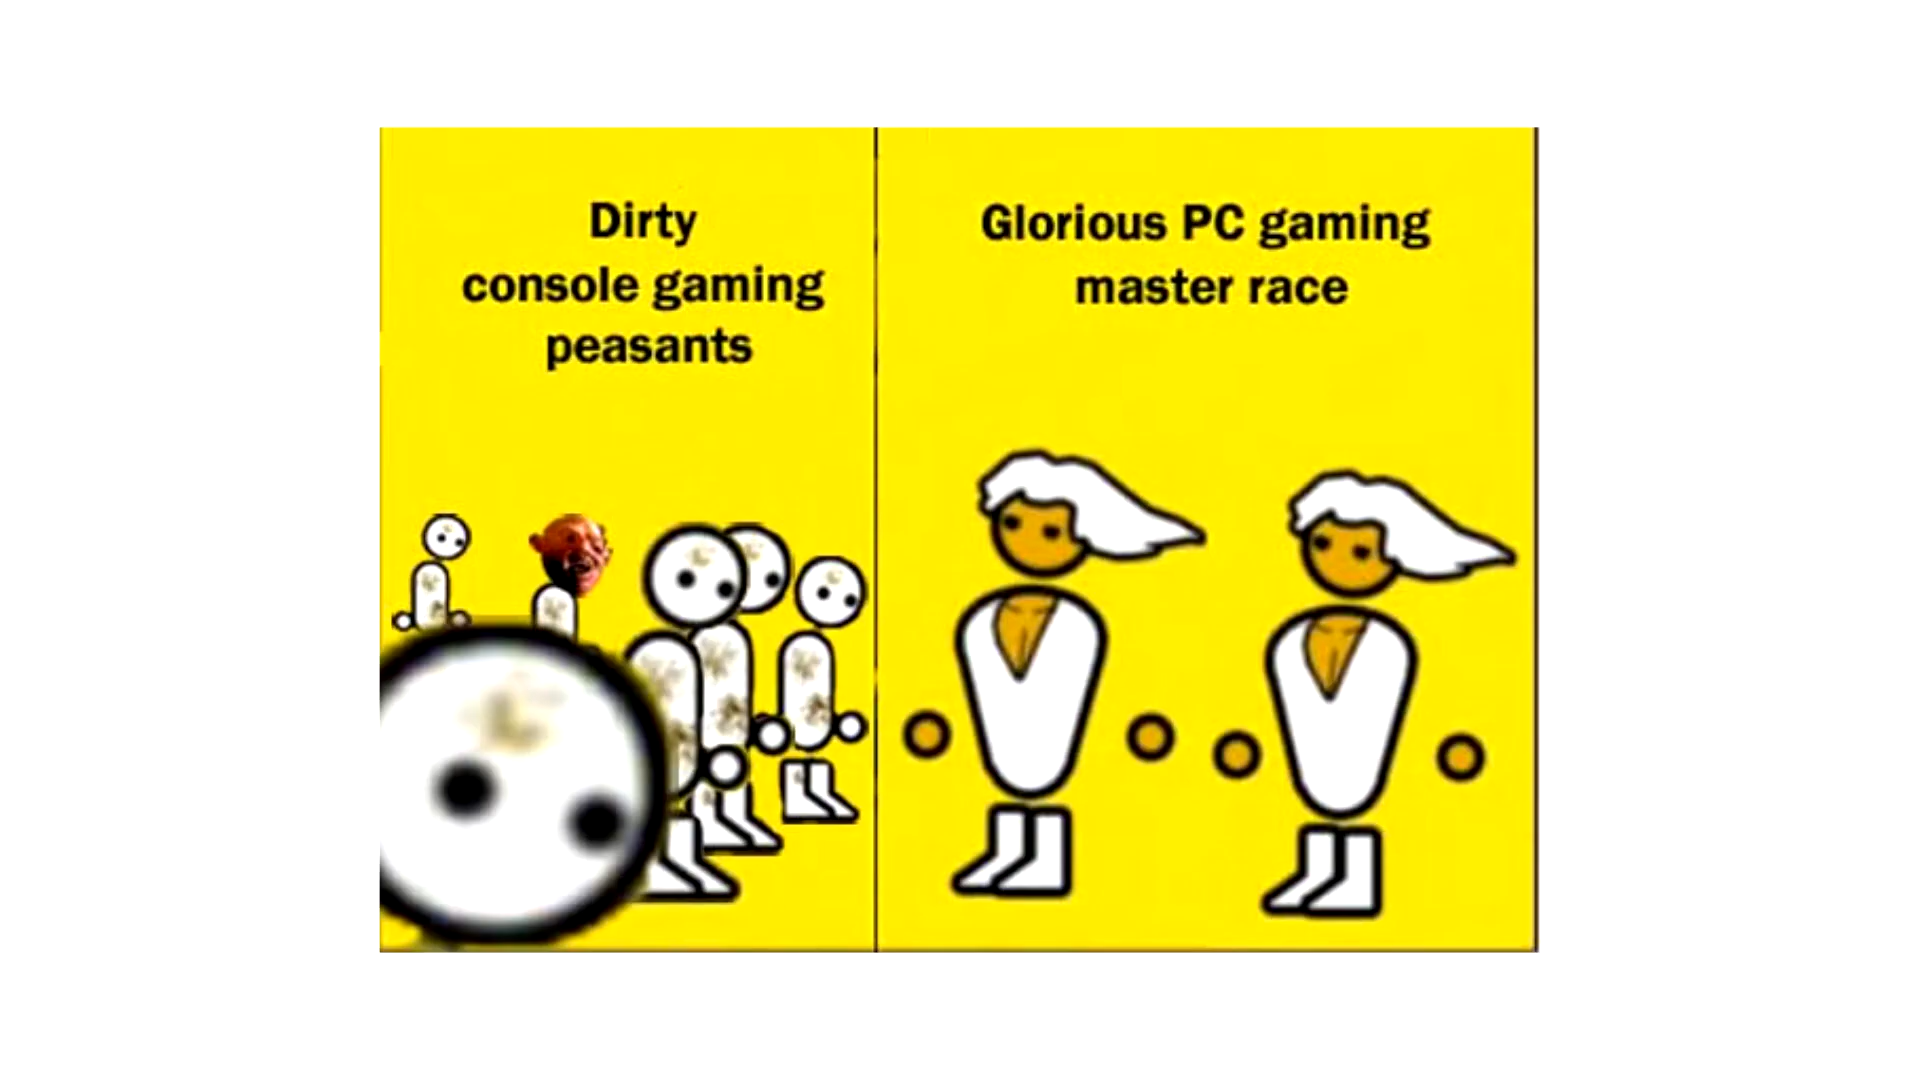 Dirty
console gaming
peasants
Glorious PC gaming
master race